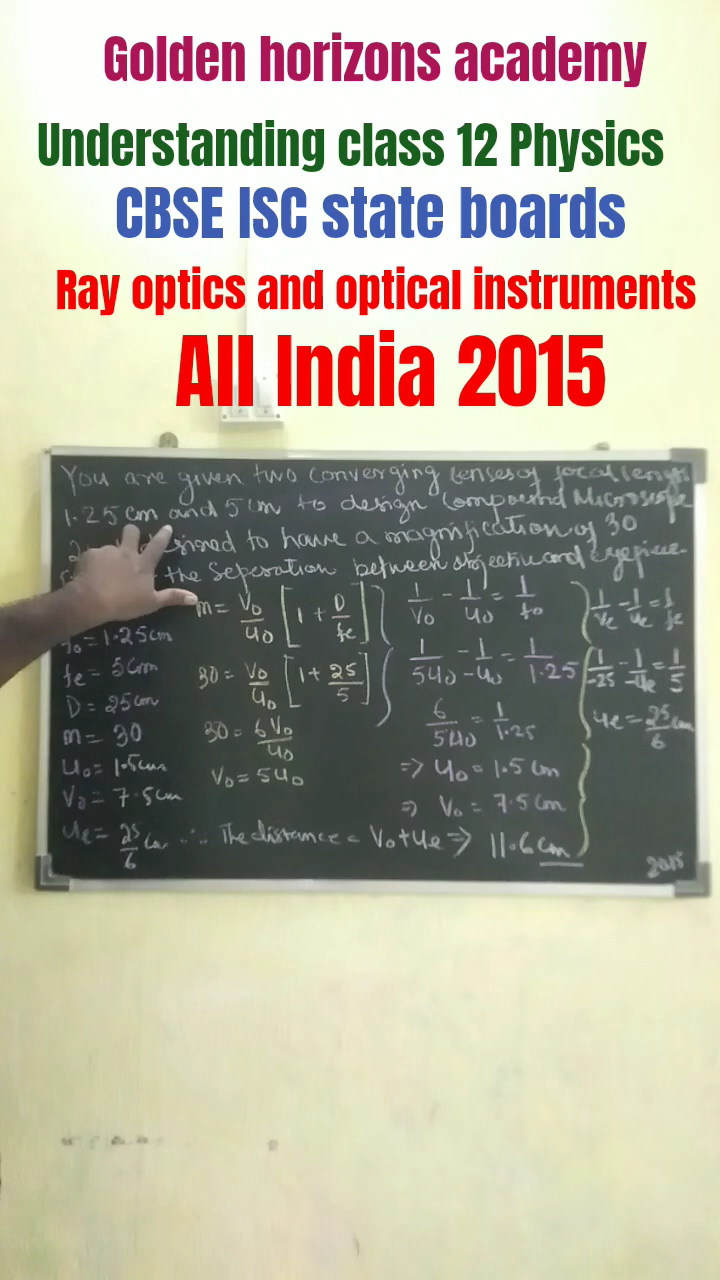 Golden horizons academy
Understanding class 12 Physics
CBSE ISC state boards
Ray optics and optical instruments
All India 2015
You are given two converging lenses of focal length
1.25 cm and 5 cm to design Compound Microscope
to have a magnification of 30
the Seperation between objective and eyepiece
m = V₀/u₀ [1 + D/fe]
30 = V₀/u₀ [1 + 25/5]
30 = 6V₀/u₀
V₀ = 5u₀
1/V₀ - 1/u₀ = 1/f₀
1/5u₀ - 1/-u₀ = 1/1.25
6/5u₀ = 1/1.25
=> u₀ = 1.5 cm
=> V₀ = 7.5 cm
1/Ve - 1/ue = 1/fe
1/-25 - 1/-ue = 1/5
ue = 25/6 cm
f₀ = 1.25cm
fe = 5cm
D = 25cm
m = 30
u₀ = 1.5cm
V₀ = 7.5cm
ue = 25/6 cm ∴ The distance = V₀+ue => 11.6 cm
2015